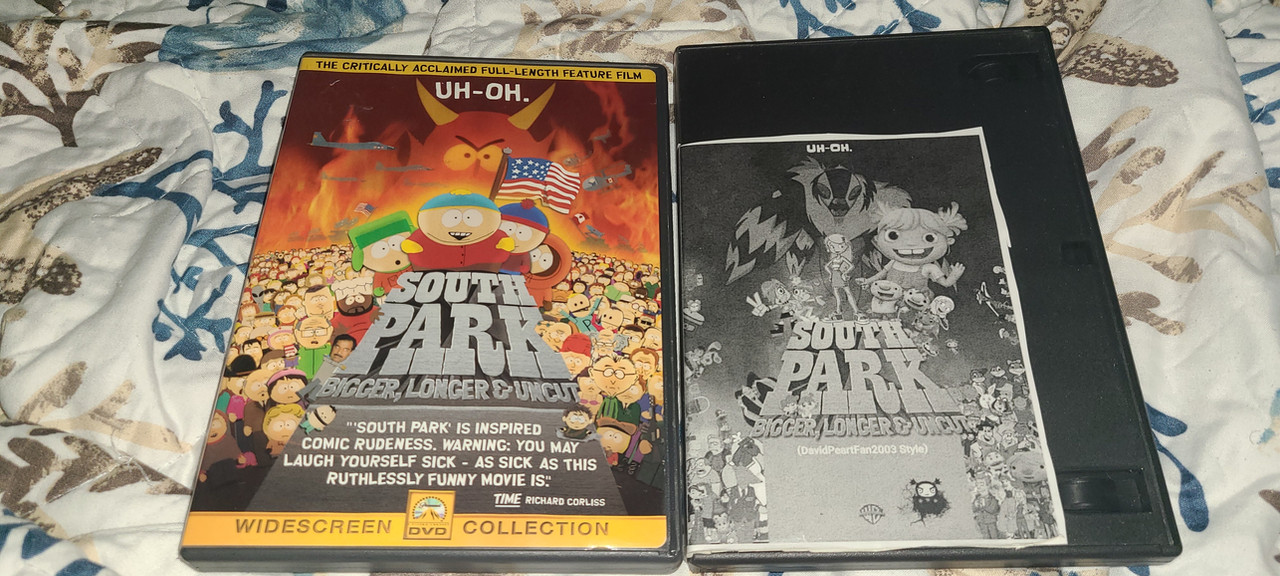 THE CRITICALLY ACCLAIMED FULL-LENGTH FEATURE FILM
UH-OH.
SOUTH
PARK
BIGGER, LONGER & UNCUT
"'SOUTH PARK' IS INSPIRED
COMIC RUDENESS. WARNING: YOU MAY
LAUGH YOURSELF SICK - AS SICK AS THIS
RUTHLESSLY FUNNY MOVIE IS."
TIME RICHARD CORLISS
WIDESCREEN DVD COLLECTION
UH-OH.
SOUTH
PARK
BIGGER, LONGER & UNCUT
(DavidPeartFan2003 Style)